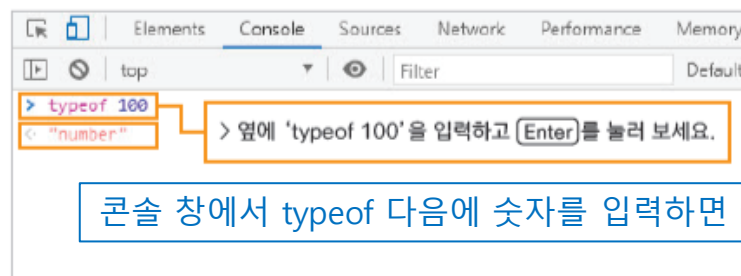 Elements Console Sources Network Performance Memory
top Filter Default
> typeof 100
< "number"
> 옆에 ‘typeof 100’을 입력하고 Enter를 눌러 보세요.
콘솔 창에서 typeof 다음에 숫자를 입력하면